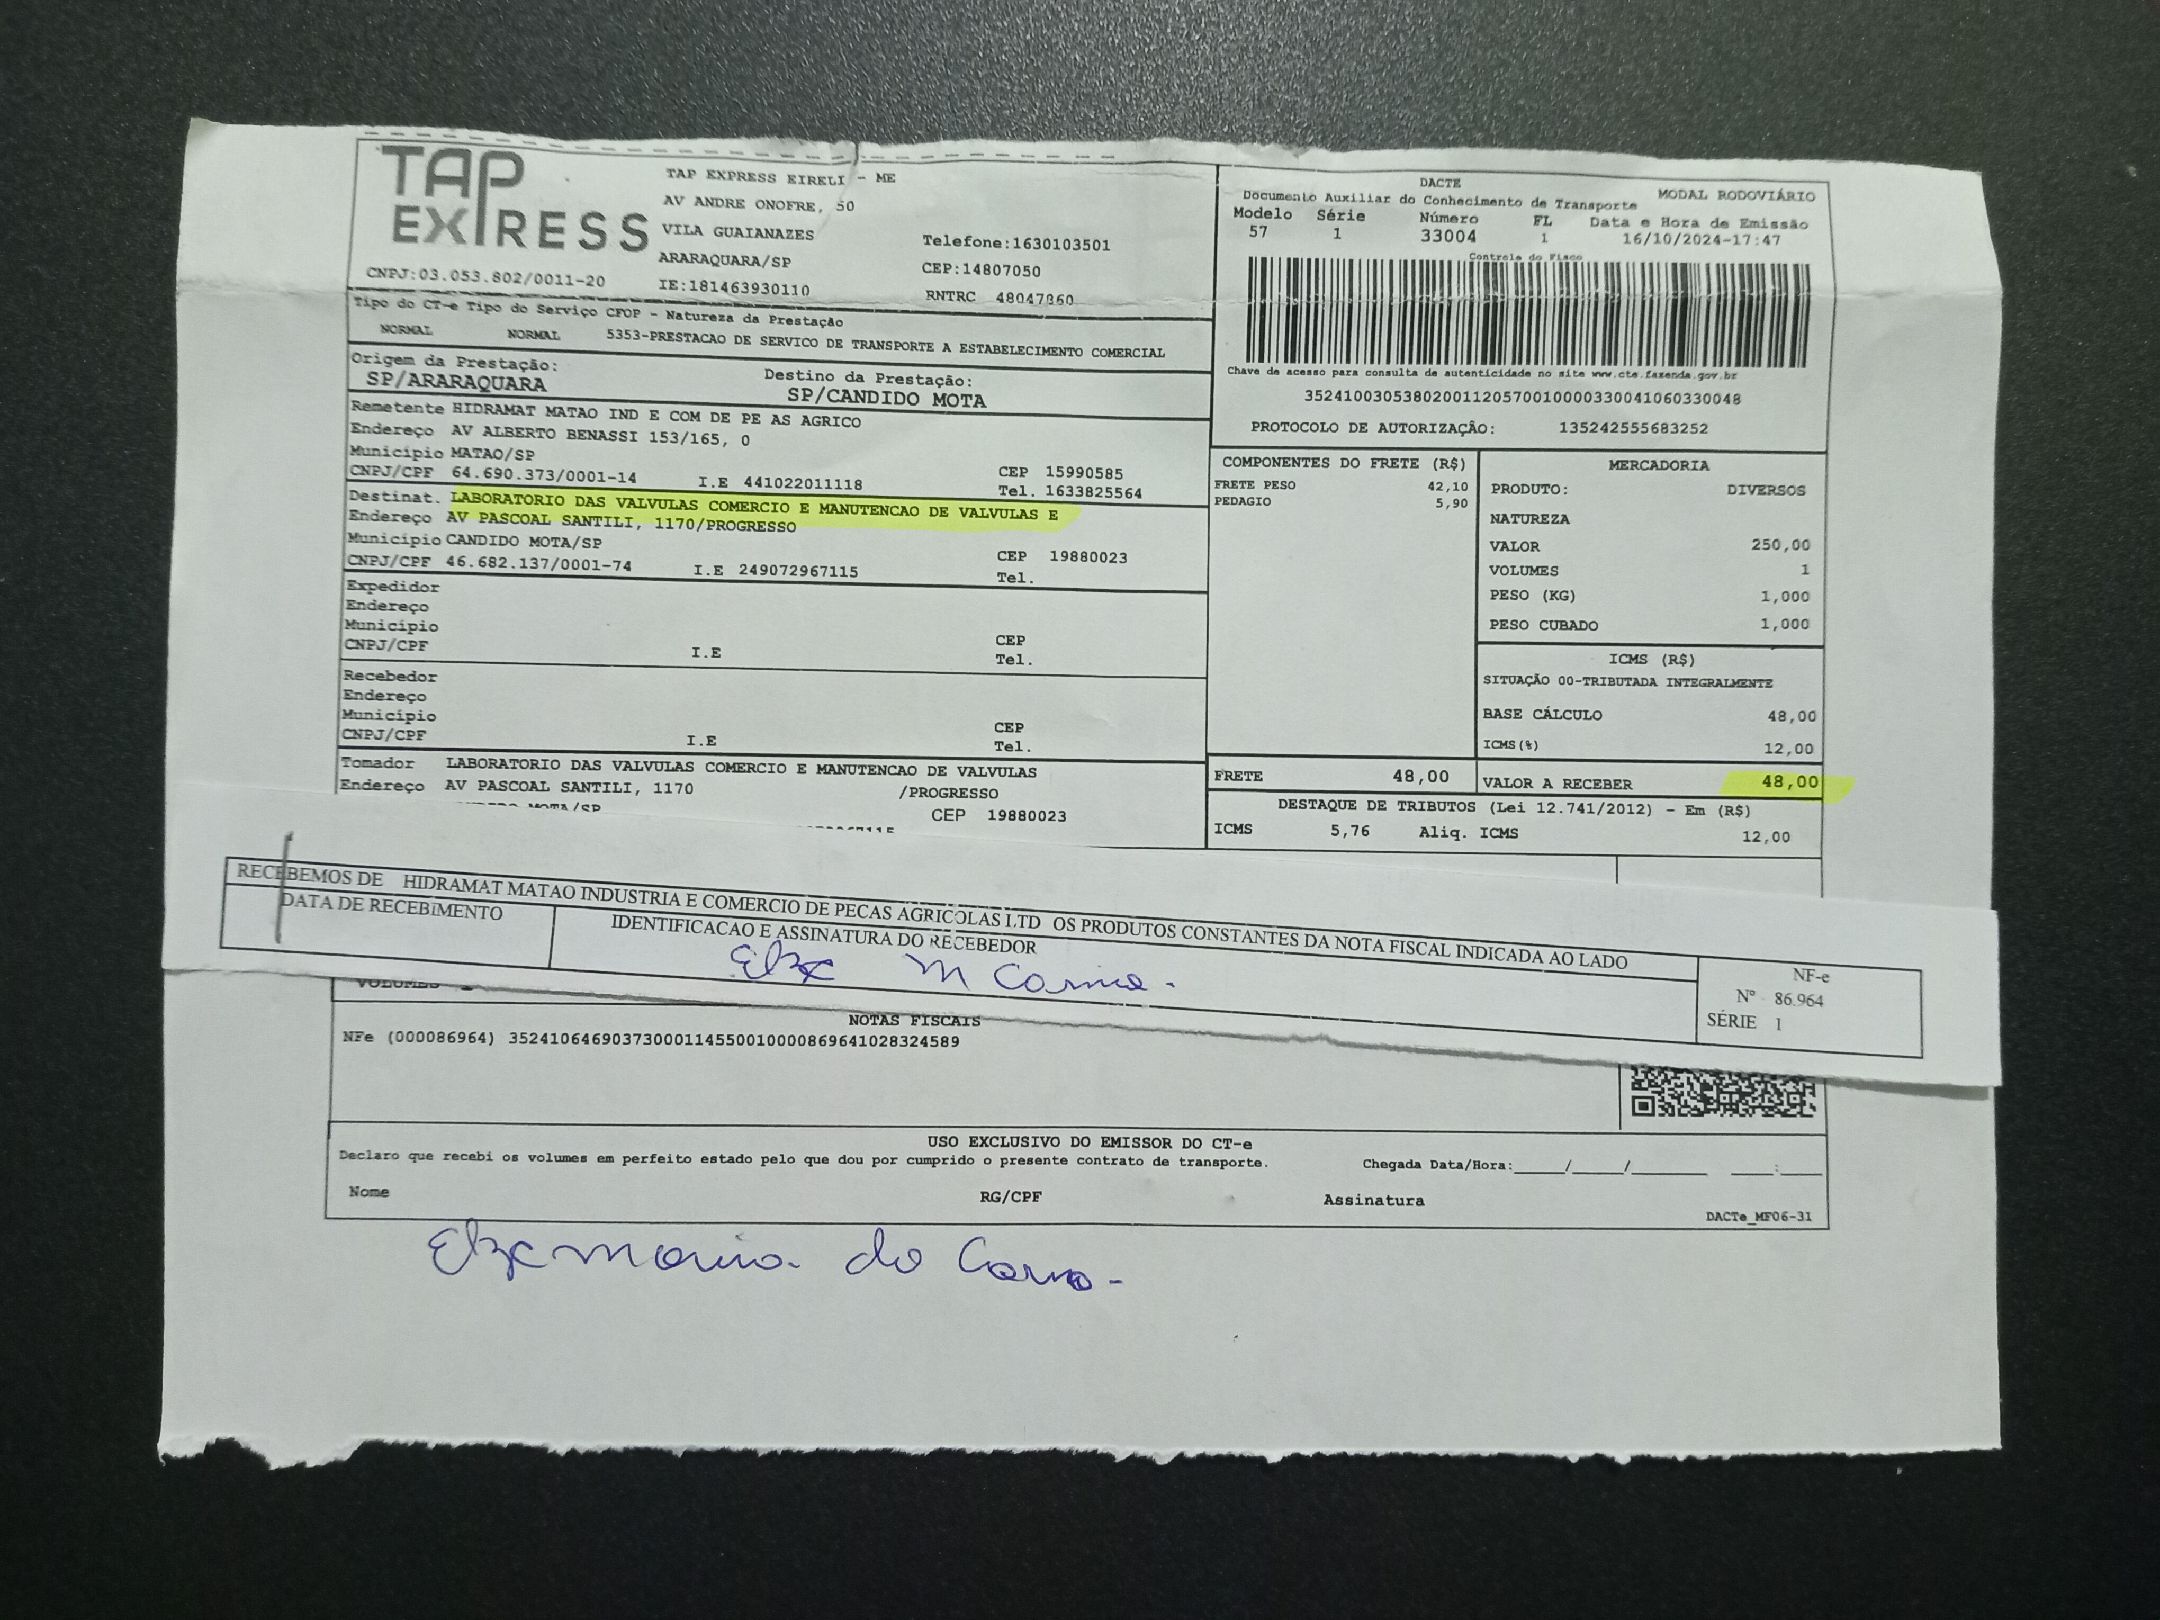 TAP EXPRESS
CNPJ:03.053.802/0011-20
TAP EXPRESS EIRELI - ME
AV ANDRE ONOFRE, 50
VILA GUAIANAZES
ARARAQUARA/SP
IE:181463930110
Telefone:1630103501
CEP:14807050
RNTRC 48047860
DACTE
Documento Auxiliar do Conhecimento de Transporte
MODAL RODOVIÁRIO
Modelo Série Número FL Data e Hora de Emissão
57 1 33004 1 16/10/2024-17:47
Controle do Fisco
Chave de acesso para consulta de autenticidade no site www.cte.fazenda.gov.br
35241003053802001120570010000330041060330048
PROTOCOLO DE AUTORIZAÇÂO: 135242555683252
Tipo do CT-e Tipo do Serviço CFOP - Natureza da Prestação
NORMAL NORMAL 5353-PRESTACAO DE SERVICO DE TRANSPORTE A ESTABELECIMENTO COMERCIAL
Origem da Prestação: Destino da Prestação:
SP/ARARAQUARA SP/CANDIDO MOTA
Remetente HIDRAMAT MATAO IND E COM DE PE AS AGRICO
Endereço AV ALBERTO BENASSI 153/165, 0
Município MATAO/SP CEP 15990585
CNPJ/CPF 64.690.373/0001-14 I.E 441022011118 Tel. 1633825564
Destinat. LABORATORIO DAS VALVULAS COMERCIO E MANUTENCAO DE VALVULAS E
Endereço AV PASCOAL SANTILI, 1170/PROGRESSO
Município CANDIDO MOTA/SP CEP 19880023
CNPJ/CPF 46.682.137/0001-74 I.E 249072967115 Tel.
Expedidor
Endereço
Município CEP
CNPJ/CPF I.E Tel.
Recebedor
Endereço
Município CEP
CNPJ/CPF I.E Tel.
Tomador LABORATORIO DAS VALVULAS COMERCIO E MANUTENCAO DE VALVULAS
Endereço AV PASCOAL SANTILI, 1170 /PROGRESSO
MOTA/SP CEP 19880023
COMPONENTES DO FRETE (R$)
FRETE PESO 42,10
PEDAGIO 5,90
MERCADORIA
PRODUTO: DIVERSOS
NATUREZA
VALOR 250,00
VOLUMES 1
PESO (KG) 1,000
PESO CUBADO 1,000
ICMS (R$)
SITUAÇÃO 00-TRIBUTADA INTEGRALMENTE
BASE CÁLCULO 48,00
ICMS(%) 12,00
FRETE 48,00 VALOR A RECEBER 48,00
DESTAQUE DE TRIBUTOS (Lei 12.741/2012) - Em (R$)
ICMS 5,76 Aliq. ICMS 12,00
RECEBEMOS DE HIDRAMAT MATAO INDUSTRIA E COMERCIO DE PECAS AGRICOLAS LTD OS PRODUTOS CONSTANTES DA NOTA FISCAL INDICADA AO LADO
DATA DE RECEBIMENTO IDENTIFICACAO E ASSINATURA DO RECEBEDOR
NF-e
Nº 86.964
SÉRIE 1
VOLUMES
NOTAS FISCAIS
NFe (000086964) 35241064690373000114550010000869641028324589
USO EXCLUSIVO DO EMISSOR DO CT-e
Declaro que recebi os volumes em perfeito estado pelo que dou por cumprido o presente contrato de transporte. Chegada Data/Hora:_____/_____/_______ ____:____
Nome RG/CPF Assinatura
DACTe_MF06-31
Maria do Carmo